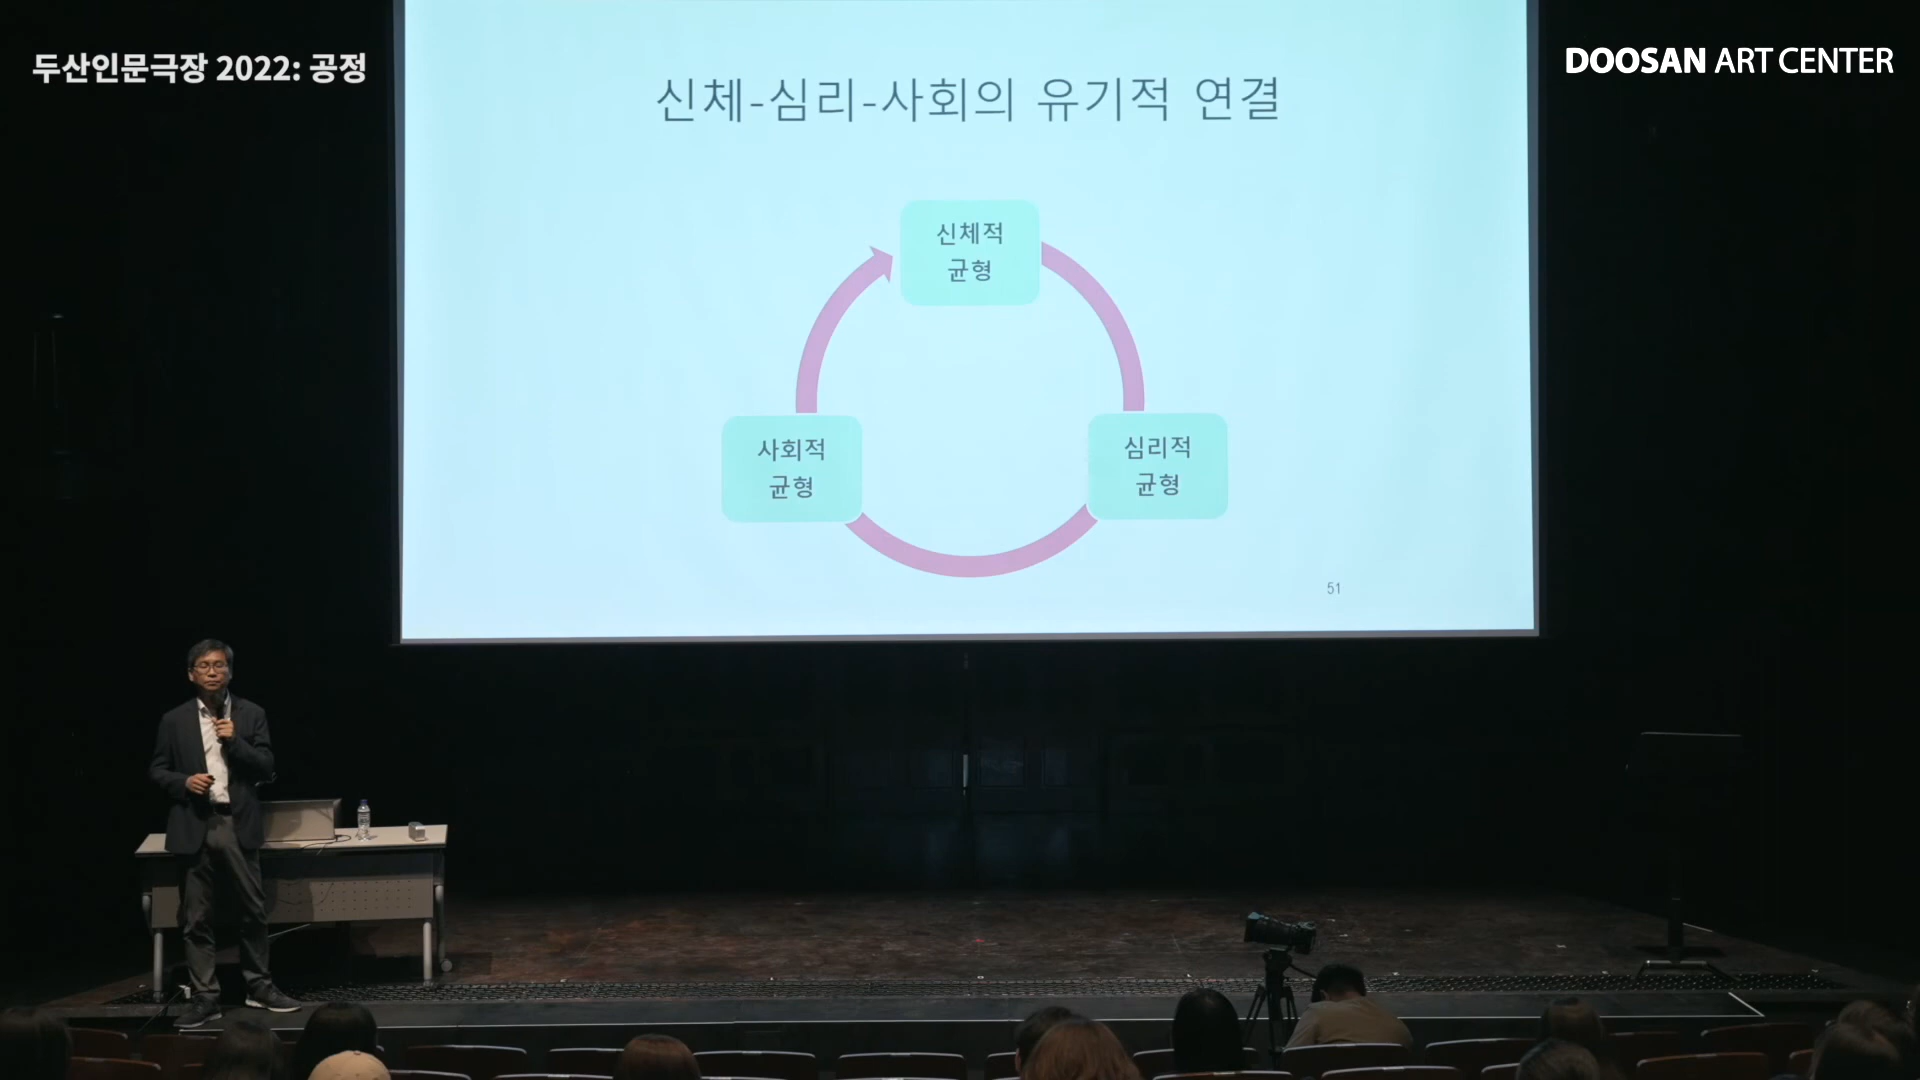 두산인문극장 2022: 공정
DOOSAN ART CENTER
신체-심리-사회의 유기적 연결
신체적
균형
사회적
균형
심리적
균형
51